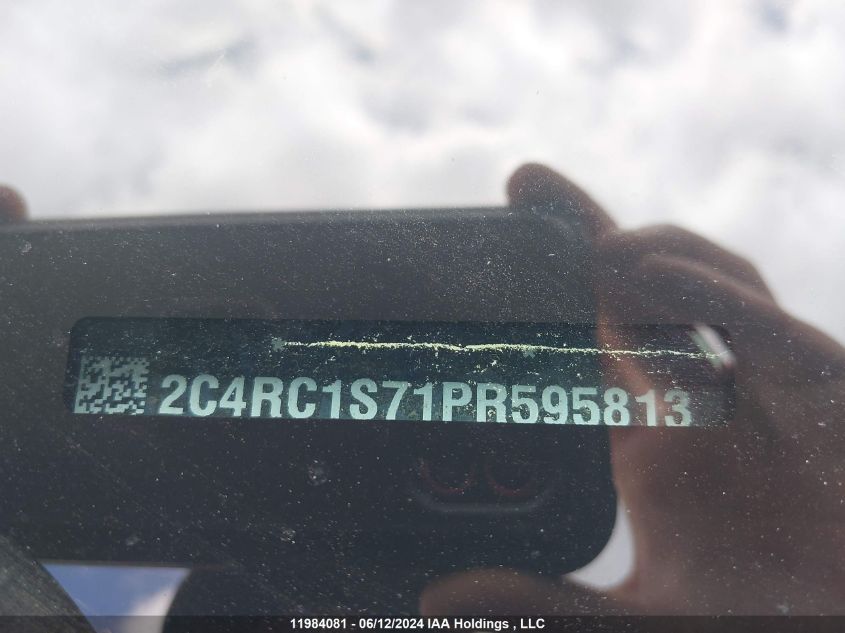 2C4RC1S71PR595813
11984081 - 06/12/2024 IAA Holdings , LLC